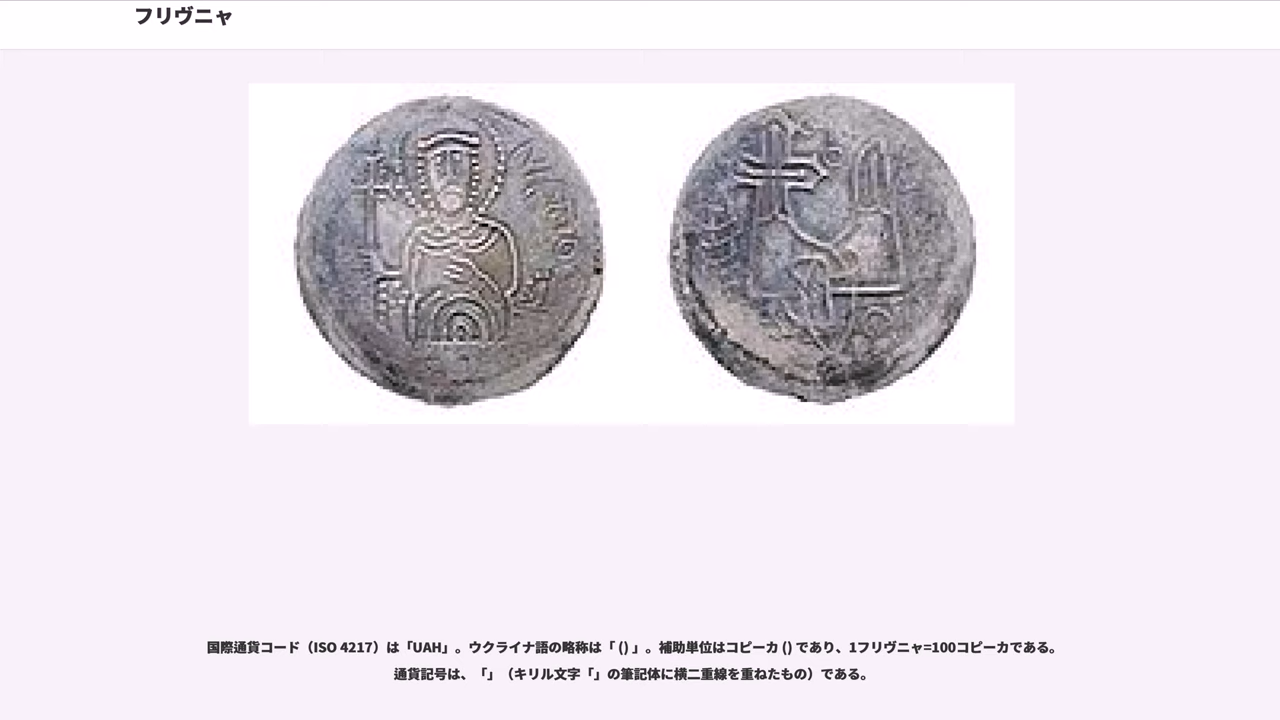 フリヴニャ
国際通貨コード（ISO 4217）は「UAH」。ウクライナ語の略称は「 () 」。補助単位はコピーカ () であり、1フリヴニャ=100コピーカである。
通貨記号は、「」（キリル文字「」の筆記体に横二重線を重ねたもの）である。